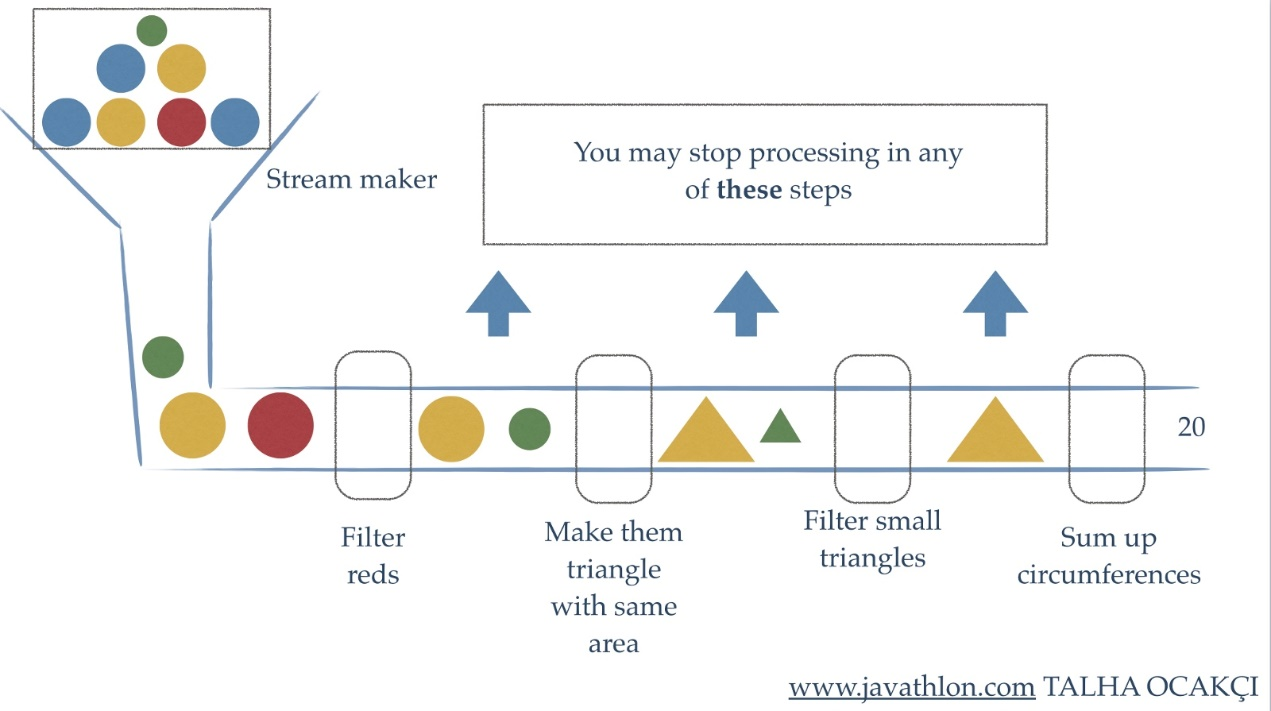 Stream maker
You may stop processing in any
of these steps
20
Filter
reds
Make them
triangle
with same
area
Filter small
triangles
Sum up
circumferences
www.javathlon.com TALHA OCAKÇI